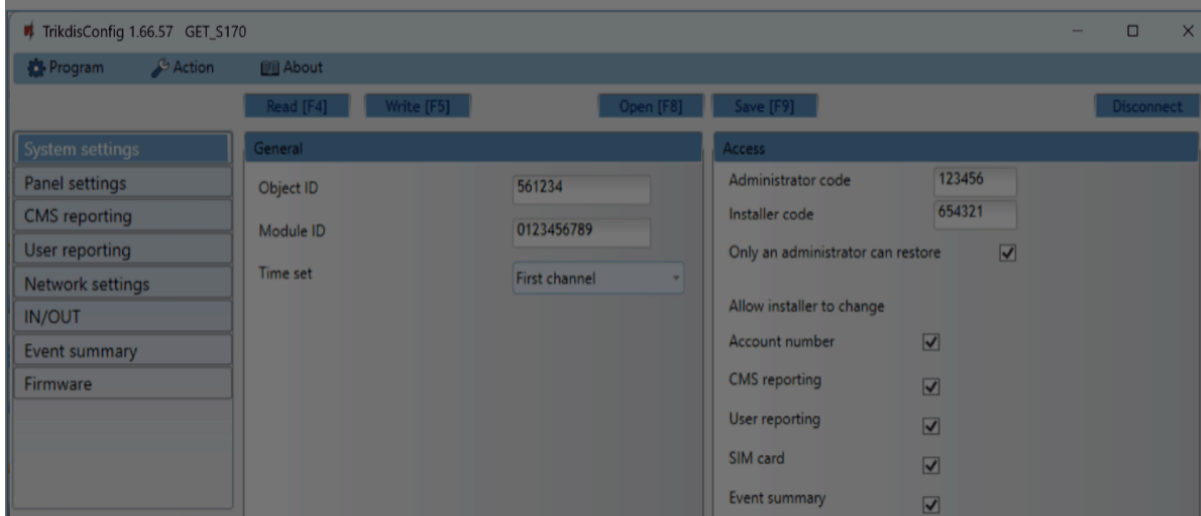 TrikdisConfig 1.66.57 GET_S170
Program Action About
Read [F4] Write [F5] Open [F8] Save [F9] Disconnect
System settings
Panel settings
CMS reporting
User reporting
Network settings
IN/OUT
Event summary
Firmware
General
Object ID 561234
Module ID 0123456789
Time set First channel
Access
Administrator code 123456
Installer code 654321
Only an administrator can restore
Allow installer to change
Account number
CMS reporting
User reporting
SIM card
Event summary